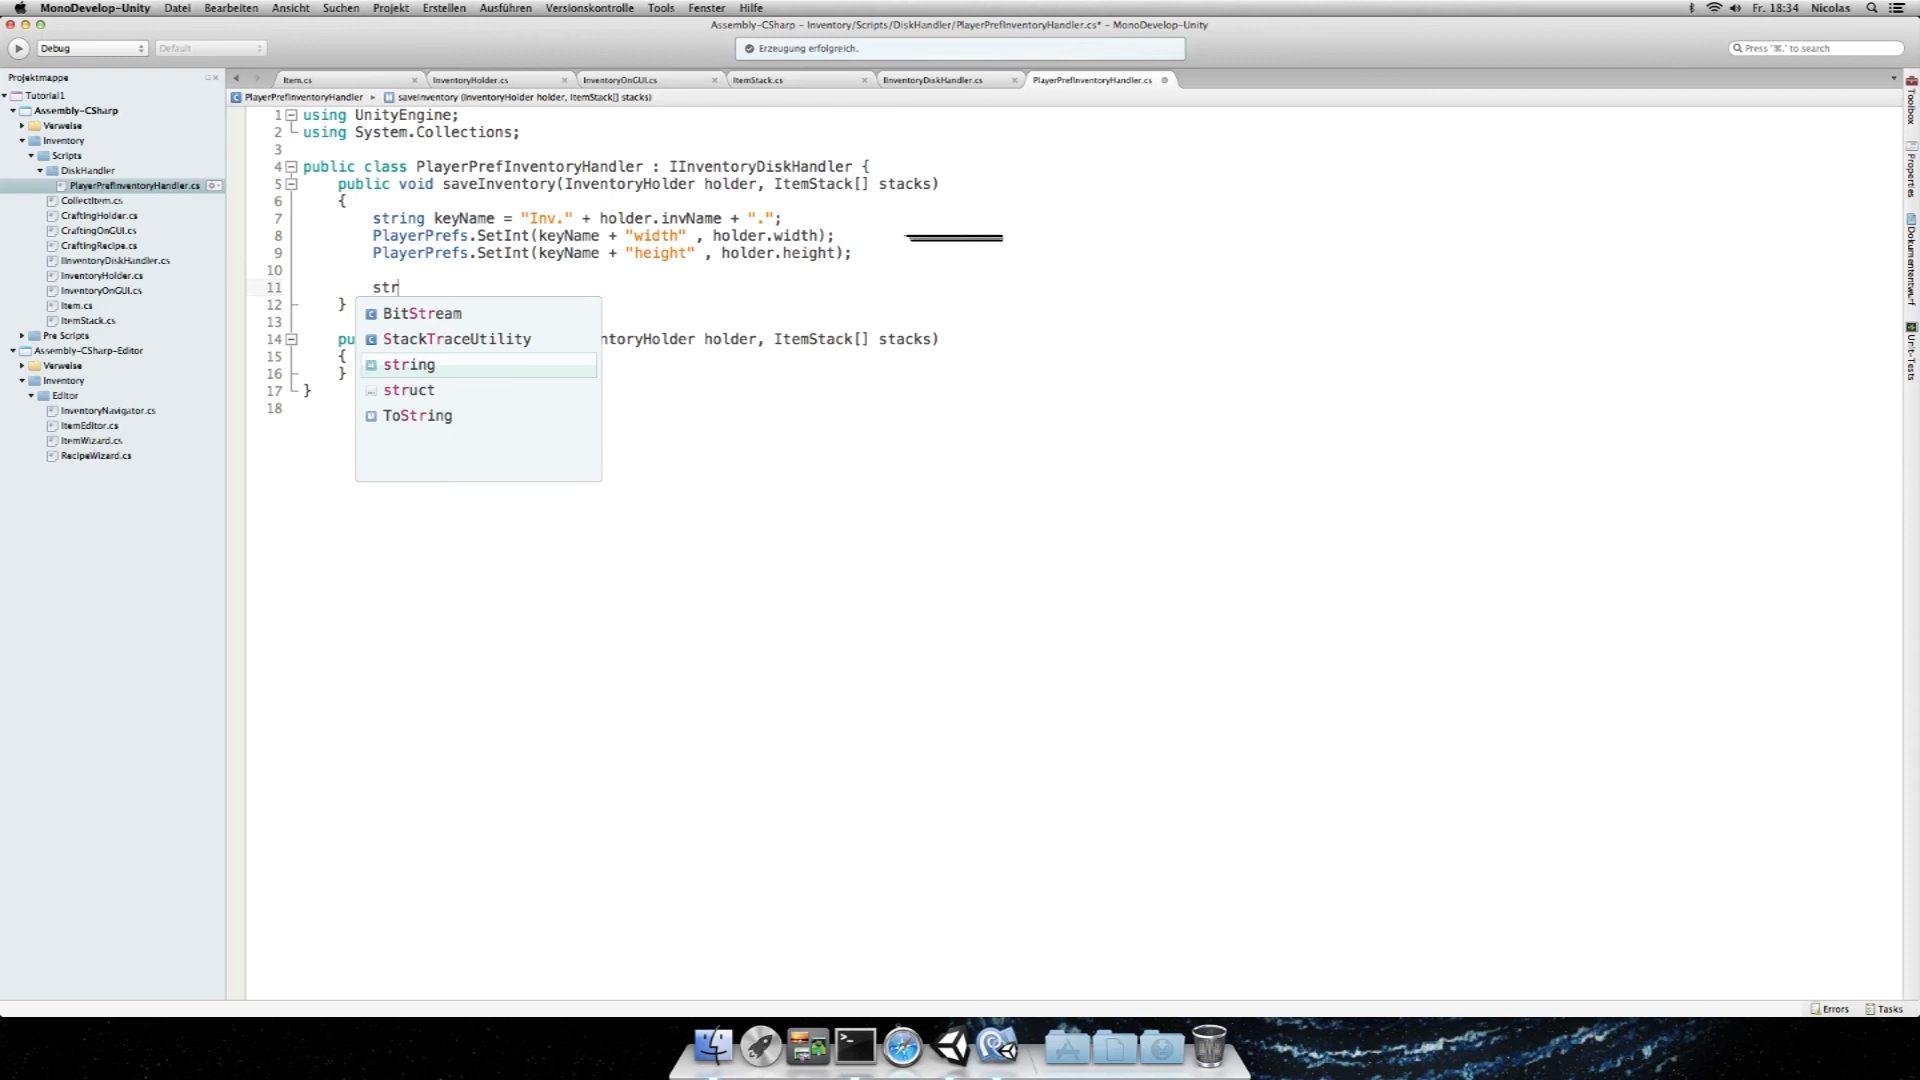 MonoDevelop-Unity Datei Bearbeiten Ansicht Suchen Projekt Erstellen Ausführen Versionskontrolle Tools Fenster Hilfe Fr. 18:34 Nicolas
Assembly-CSharp – Inventory/Scripts/DiskHandler/PlayerPrefInventoryHandler.cs* – MonoDevelop-Unity
Debug Default Erzeugung erfolgreich. Press '⌘.' to search
Projektmappe
Tutorial1
Assembly-CSharp
Verweise
Inventory
Scripts
DiskHandler
PlayerPrefInventoryHandler.cs
CollectItem.cs
CraftingHolder.cs
CraftingOnGUI.cs
CraftingRecipe.cs
IInventoryDiskHandler.cs
InventoryHolder.cs
InventoryOnGUI.cs
Item.cs
ItemStack.cs
Pre Scripts
Assembly-CSharp-Editor
Verweise
Inventory
Editor
InventoryNavigator.cs
ItemEditor.cs
ItemWizard.cs
RecipeWizard.cs
Item.cs InventoryHolder.cs InventoryOnGUI.cs ItemStack.cs IInventoryDiskHandler.cs PlayerPrefInventoryHandler.cs
PlayerPrefInventoryHandler saveInventory (InventoryHolder holder, ItemStack[] stacks)
1 using UnityEngine;
2 using System.Collections;
3
4 public class PlayerPrefInventoryHandler : IInventoryDiskHandler {
5 public void saveInventory(InventoryHolder holder, ItemStack[] stacks)
6 {
7 string keyName = "Inv." + holder.invName + ".";
8 PlayerPrefs.SetInt(keyName + "width" , holder.width);
9 PlayerPrefs.SetInt(keyName + "height" , holder.height);
10
11 str
12 }
13
14 pu ntoryHolder holder, ItemStack[] stacks)
15 {
16 }
17 }
18
BitStream
StackTraceUtility
string
struct
ToString
Toolbox
Properties
Dokumententwurf
Unit-Tests
Errors Tasks